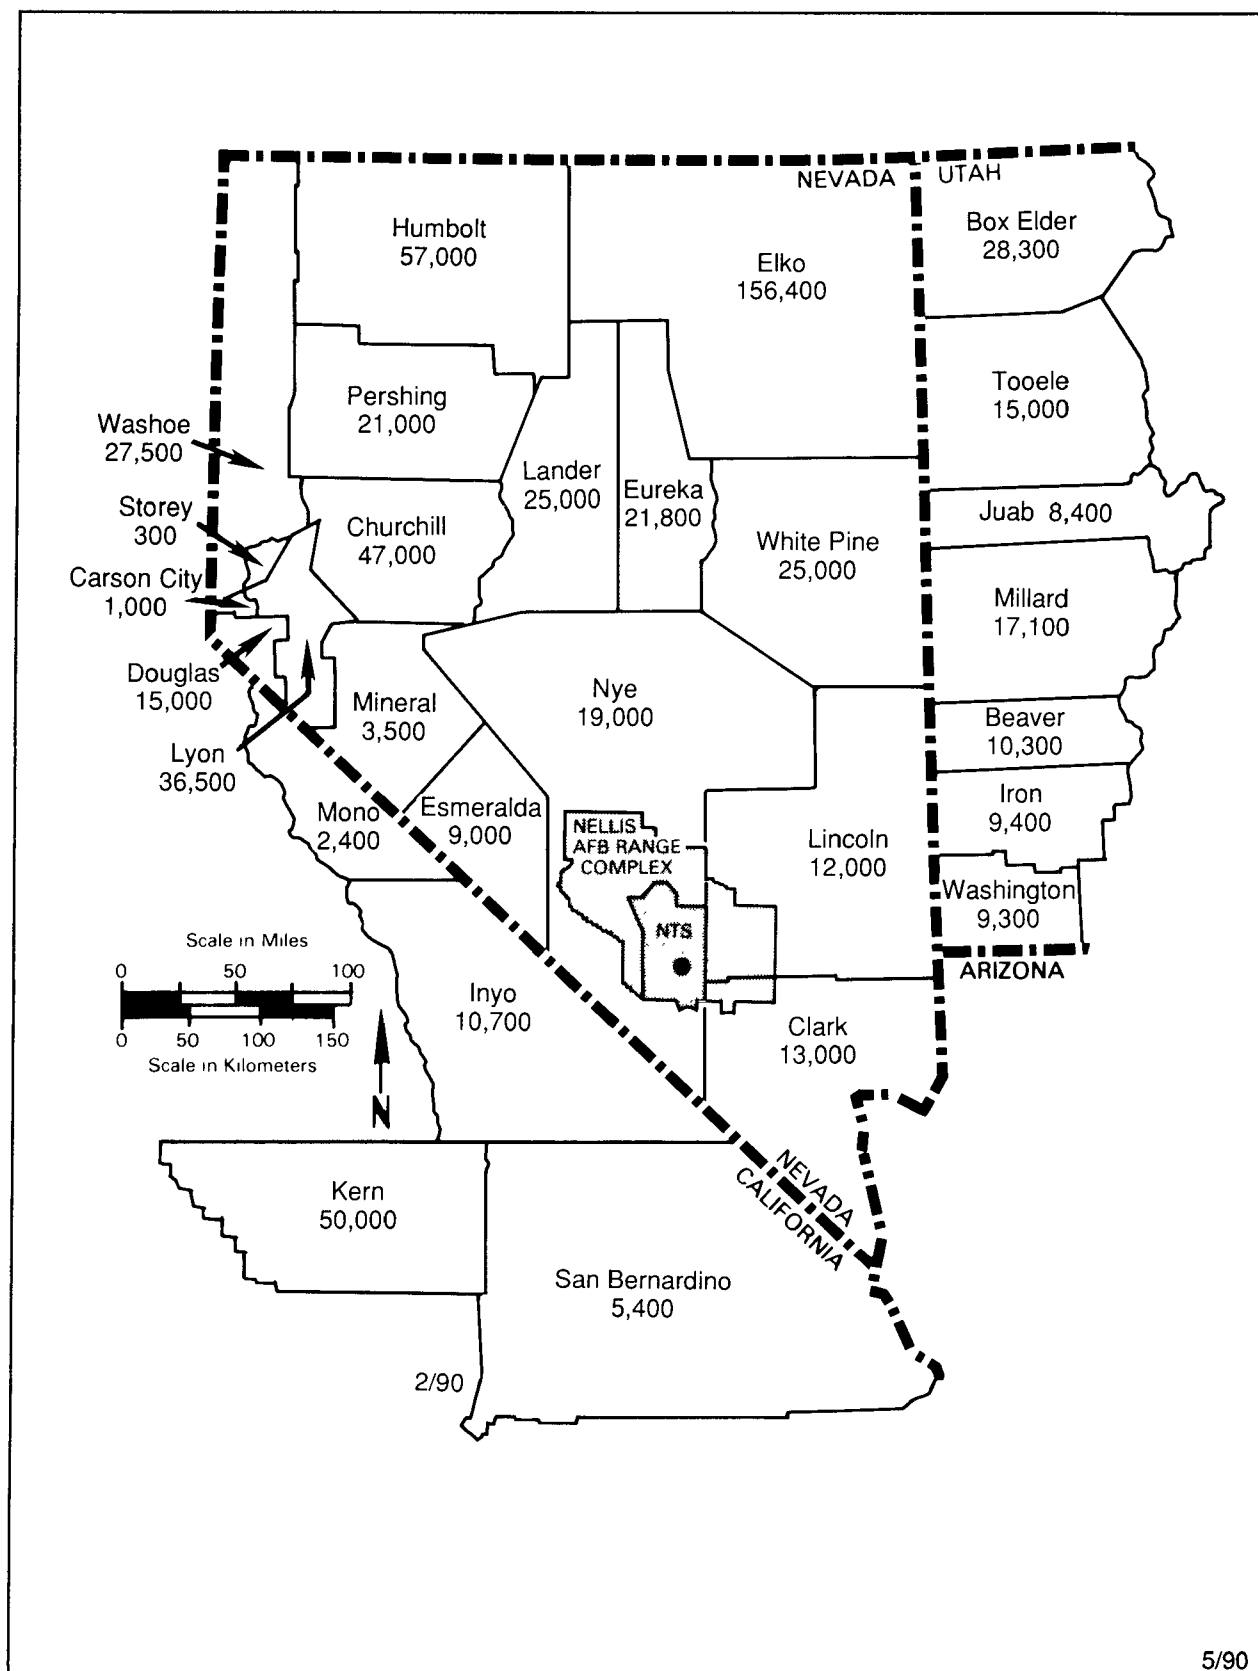 NEVADA
UTAH
Humbolt
57,000
Elko
156,400
Box Elder
28,300
Pershing
21,000
Tooele
15,000
Washoe
27,500
Lander
25,000
Eureka
21,800
Storey
300
Churchill
47,000
White Pine
25,000
Juab 8,400
Carson City
1,000
Millard
17,100
Douglas
15,000
Mineral
3,500
Nye
19,000
Beaver
10,300
Lyon
36,500
Mono
2,400
Esmeralda
9,000
Iron
9,400
NELLIS
AFB RANGE
COMPLEX
Lincoln
12,000
Washington
9,300
NTS
ARIZONA
Scale in Miles
0 50 100
0 50 100 150
Scale in Kilometers
N
Inyo
10,700
Clark
13,000
NEVADA
CALIFORNIA
Kern
50,000
San Bernardino
5,400
2/90
5/90